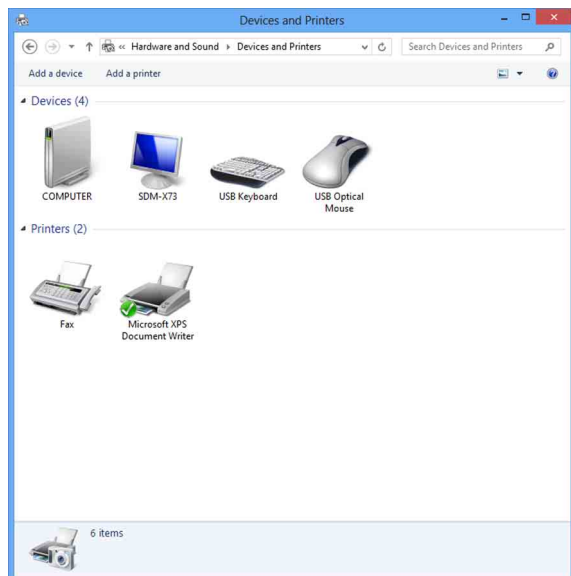 Devices and Printers
« Hardware and Sound Devices and Printers
Search Devices and Printers
Add a device Add a printer
Devices (4)
COMPUTER SDM-X73 USB Keyboard USB Optical
Mouse
Printers (2)
Fax Microsoft XPS
Document Writer
6 items